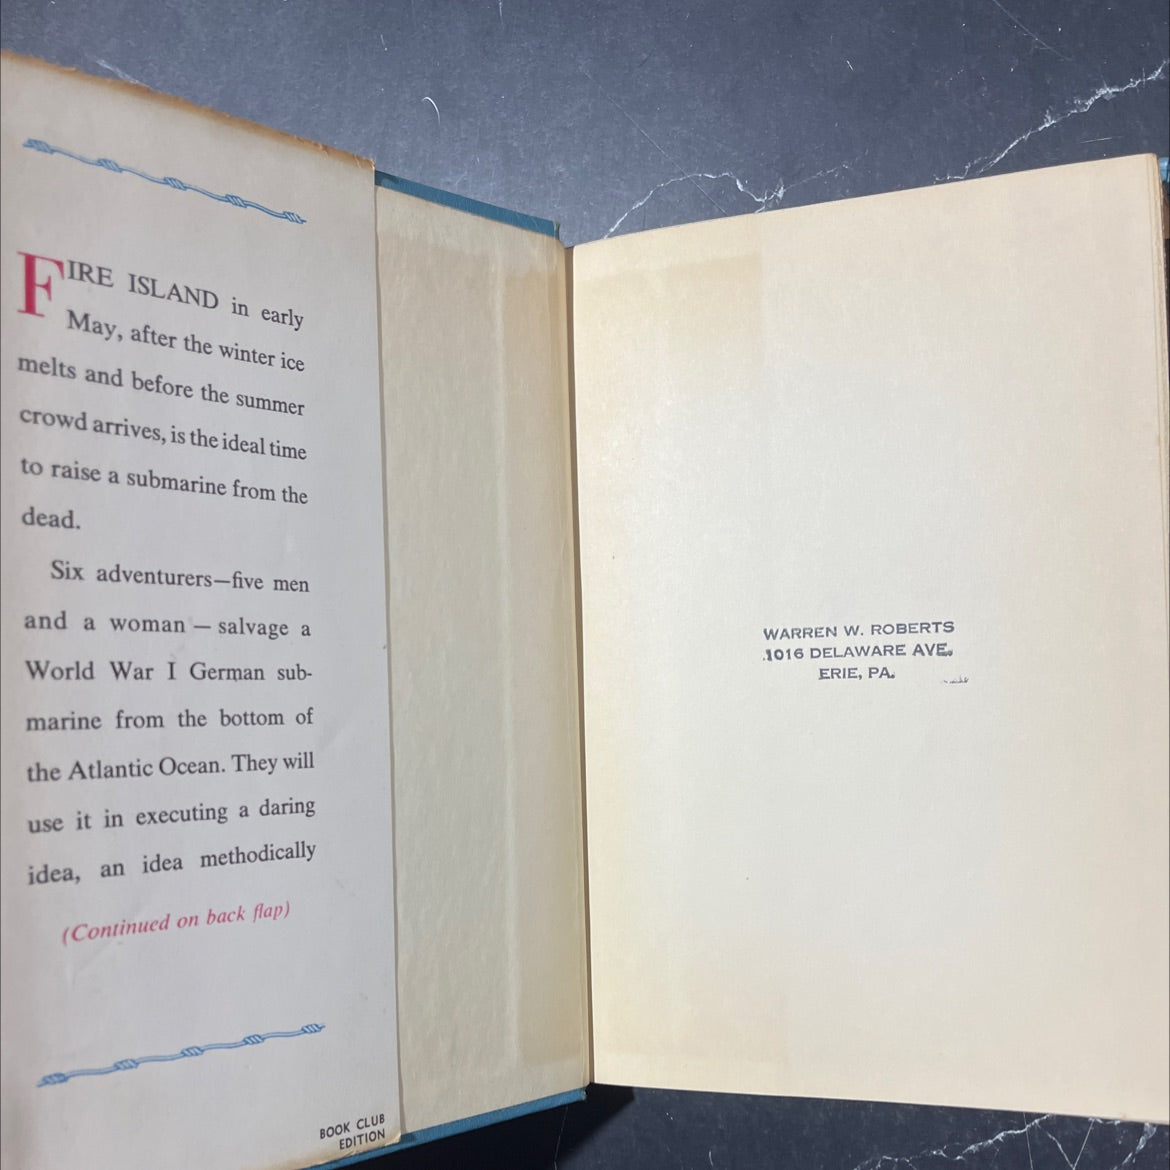 FIRE ISLAND in early
May, after the winter ice
melts and before the summer
crowd arrives, is the ideal time
to raise a submarine from the
dead.
Six adventurers—five men
and a woman — salvage a
World War I German sub-
marine from the bottom of
the Atlantic Ocean. They will
use it in executing a daring
idea, an idea methodically
(Continued on back flap)
BOOK CLUB
EDITION
WARREN W. ROBERTS
1016 DELAWARE AVE.
ERIE, PA.